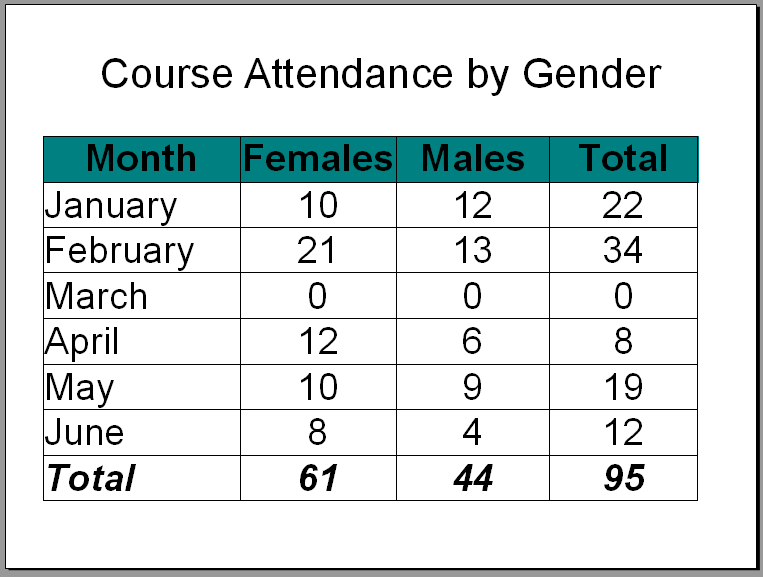 Course Attendance by Gender
Month Females Males Total
January 10 12 22
February 21 13 34
March 0 0 0
April 12 6 8
May 10 9 19
June 8 4 12
Total 61 44 95